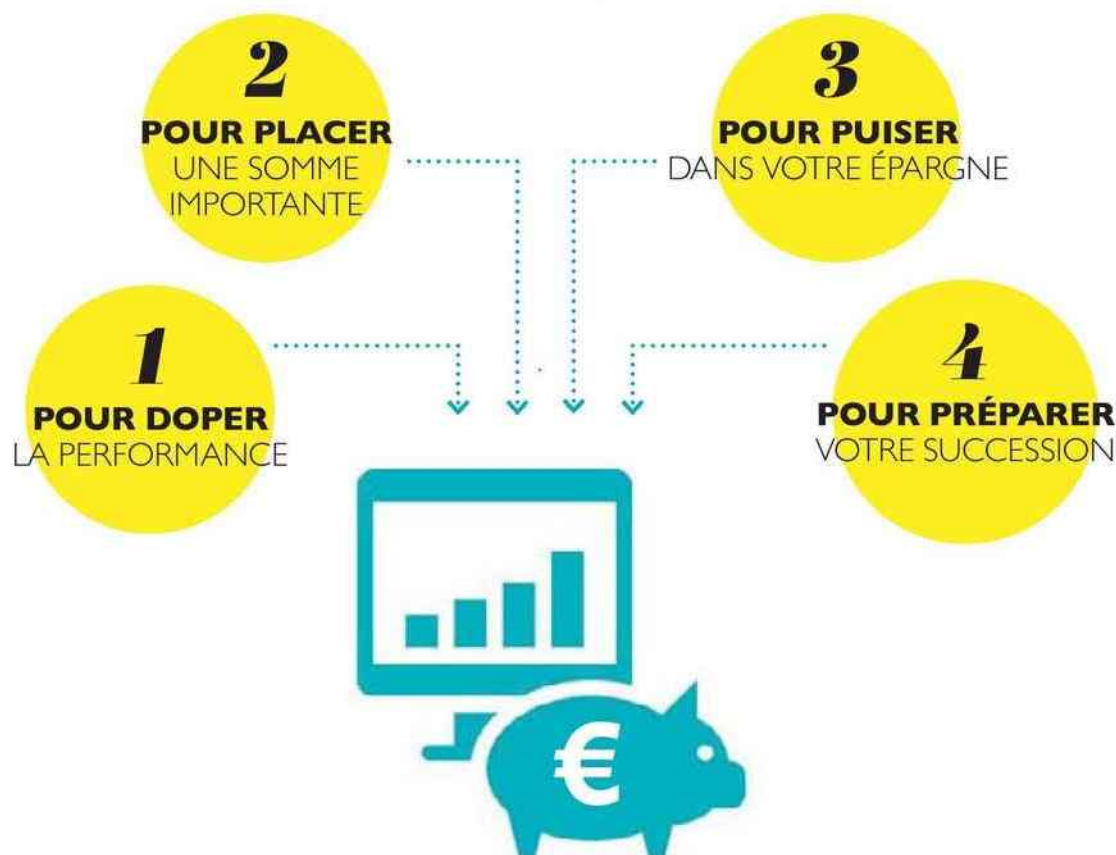 2
POUR PLACER
UNE SOMME
IMPORTANTE
3
POUR PUISER
DANS VOTRE ÉPARGNE
1
POUR DOPER
LA PERFORMANCE
4
POUR PRÉPARER
VOTRE SUCCESSION
€